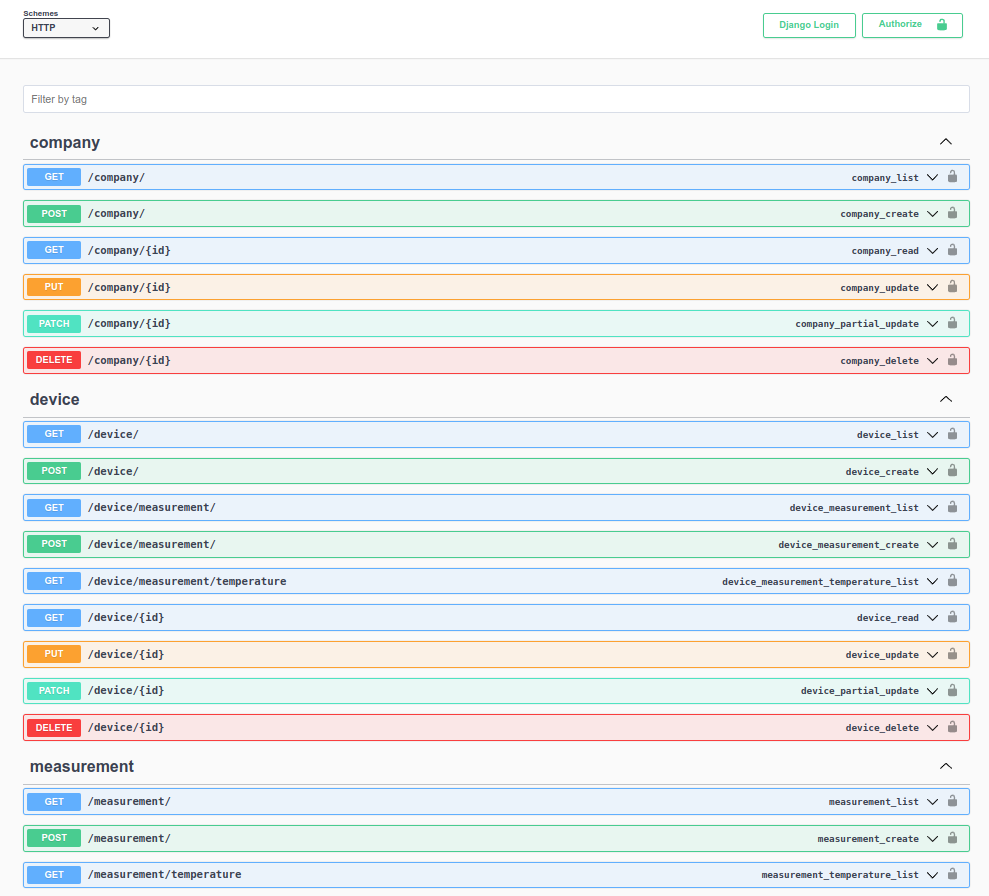 Schemes
HTTP
Django Login
Authorize
Filter by tag
company
GET /company/ company_list
POST /company/ company_create
GET /company/{id} company_read
PUT /company/{id} company_update
PATCH /company/{id} company_partial_update
DELETE /company/{id} company_delete
device
GET /device/ device_list
POST /device/ device_create
GET /device/measurement/ device_measurement_list
POST /device/measurement/ device_measurement_create
GET /device/measurement/temperature device_measurement_temperature_list
GET /device/{id} device_read
PUT /device/{id} device_update
PATCH /device/{id} device_partial_update
DELETE /device/{id} device_delete
measurement
GET /measurement/ measurement_list
POST /measurement/ measurement_create
GET /measurement/temperature measurement_temperature_list